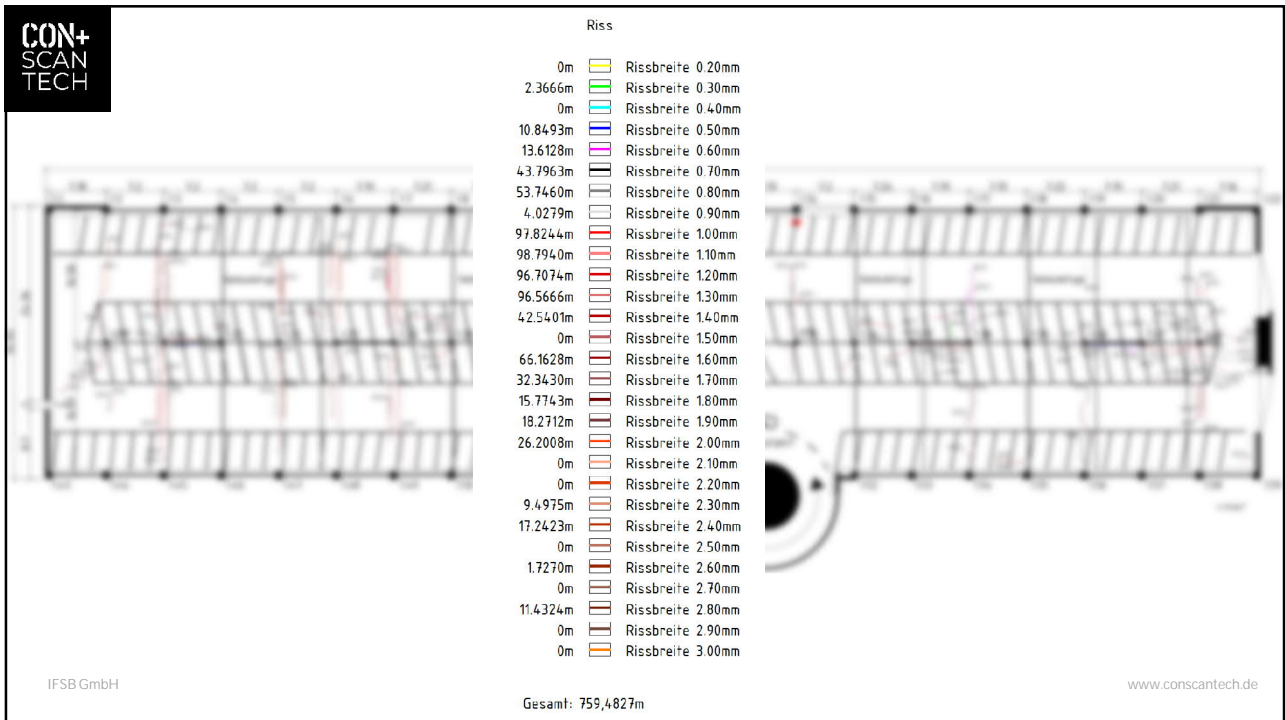 CON+
SCAN
TECH
Riss
0m Rissbreite 0.20mm
2.3666m Rissbreite 0.30mm
0m Rissbreite 0.40mm
10.8493m Rissbreite 0.50mm
13.6128m Rissbreite 0.60mm
43.7963m Rissbreite 0.70mm
53.7460m Rissbreite 0.80mm
4.0279m Rissbreite 0.90mm
97.8244m Rissbreite 1.00mm
98.7940m Rissbreite 1.10mm
96.7074m Rissbreite 1.20mm
96.5666m Rissbreite 1.30mm
42.5401m Rissbreite 1.40mm
0m Rissbreite 1.50mm
66.1628m Rissbreite 1.60mm
32.3430m Rissbreite 1.70mm
15.7743m Rissbreite 1.80mm
18.2712m Rissbreite 1.90mm
26.2008m Rissbreite 2.00mm
0m Rissbreite 2.10mm
0m Rissbreite 2.20mm
9.4975m Rissbreite 2.30mm
17.2423m Rissbreite 2.40mm
0m Rissbreite 2.50mm
1.7270m Rissbreite 2.60mm
0m Rissbreite 2.70mm
11.4324m Rissbreite 2.80mm
0m Rissbreite 2.90mm
0m Rissbreite 3.00mm
Gesamt: 759,4827m
IFSB GmbH
www.conscantech.de